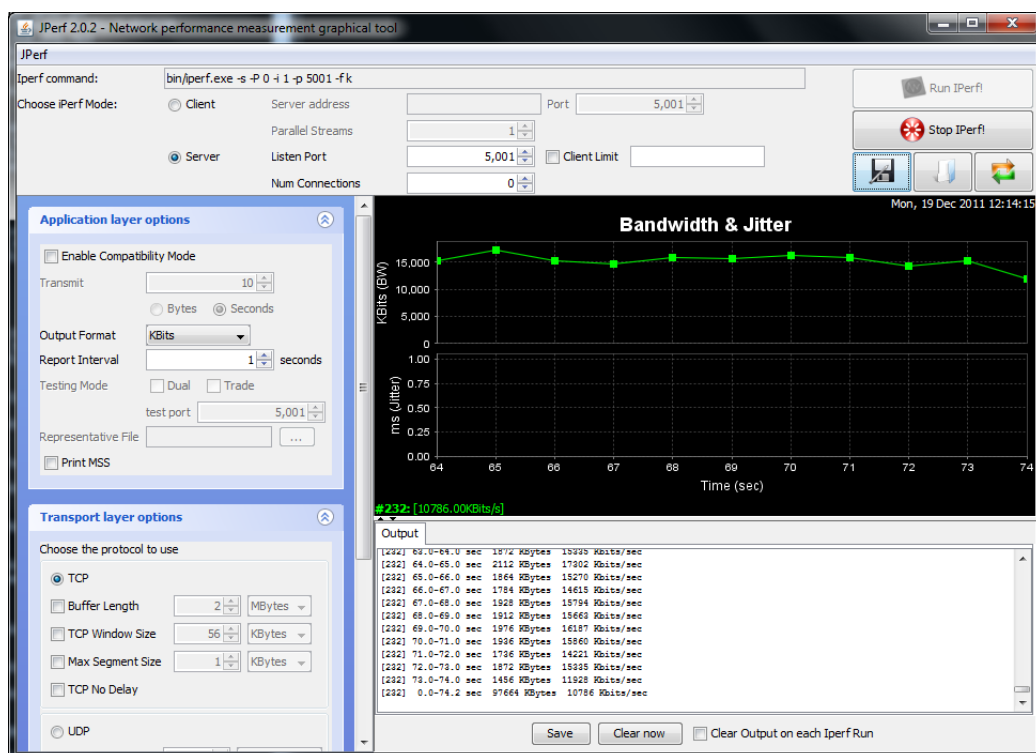 JPerf 2.0.2 - Network performance measurement graphical tool
JPerf
Iperf command: bin/iperf.exe -s -P 0 -i 1 -p 5001 -f k
Run IPerf!
Choose iPerf Mode: Client Server address Port 5,001
Parallel Streams 1
Stop IPerf!
Server Listen Port 5,001 Client Limit
Num Connections 0
Application layer options
Enable Compatibility Mode
Transmit 10
Bytes Seconds
Output Format KBits
Report Interval 1 seconds
Testing Mode Dual Trade
test port 5,001
Representative File ...
Print MSS
Transport layer options
Choose the protocol to use
TCP
Buffer Length 2 MBytes
TCP Window Size 56 KBytes
Max Segment Size 1 KBytes
TCP No Delay
UDP
Mon, 19 Dec 2011 12:14:15
Bandwidth & Jitter
KBits (BW)
15,000
10,000
5,000
0
ms (Jitter)
1.00
0.75
0.50
0.25
0.00
64 65 66 67 68 69 70 71 72 73 74
Time (sec)
#232: [10786.00KBits/s]
Output
[232] 63.0-64.0 sec 1872 KBytes 15335 Kbits/sec
[232] 64.0-65.0 sec 2112 KBytes 17302 Kbits/sec
[232] 65.0-66.0 sec 1864 KBytes 15270 Kbits/sec
[232] 66.0-67.0 sec 1784 KBytes 14615 Kbits/sec
[232] 67.0-68.0 sec 1928 KBytes 15794 Kbits/sec
[232] 68.0-69.0 sec 1912 KBytes 15663 Kbits/sec
[232] 69.0-70.0 sec 1976 KBytes 16187 Kbits/sec
[232] 70.0-71.0 sec 1936 KBytes 15860 Kbits/sec
[232] 71.0-72.0 sec 1736 KBytes 14221 Kbits/sec
[232] 72.0-73.0 sec 1872 KBytes 15335 Kbits/sec
[232] 73.0-74.0 sec 1456 KBytes 11928 Kbits/sec
[232] 0.0-74.2 sec 97664 KBytes 10786 Kbits/sec
Save Clear now Clear Output on each Iperf Run